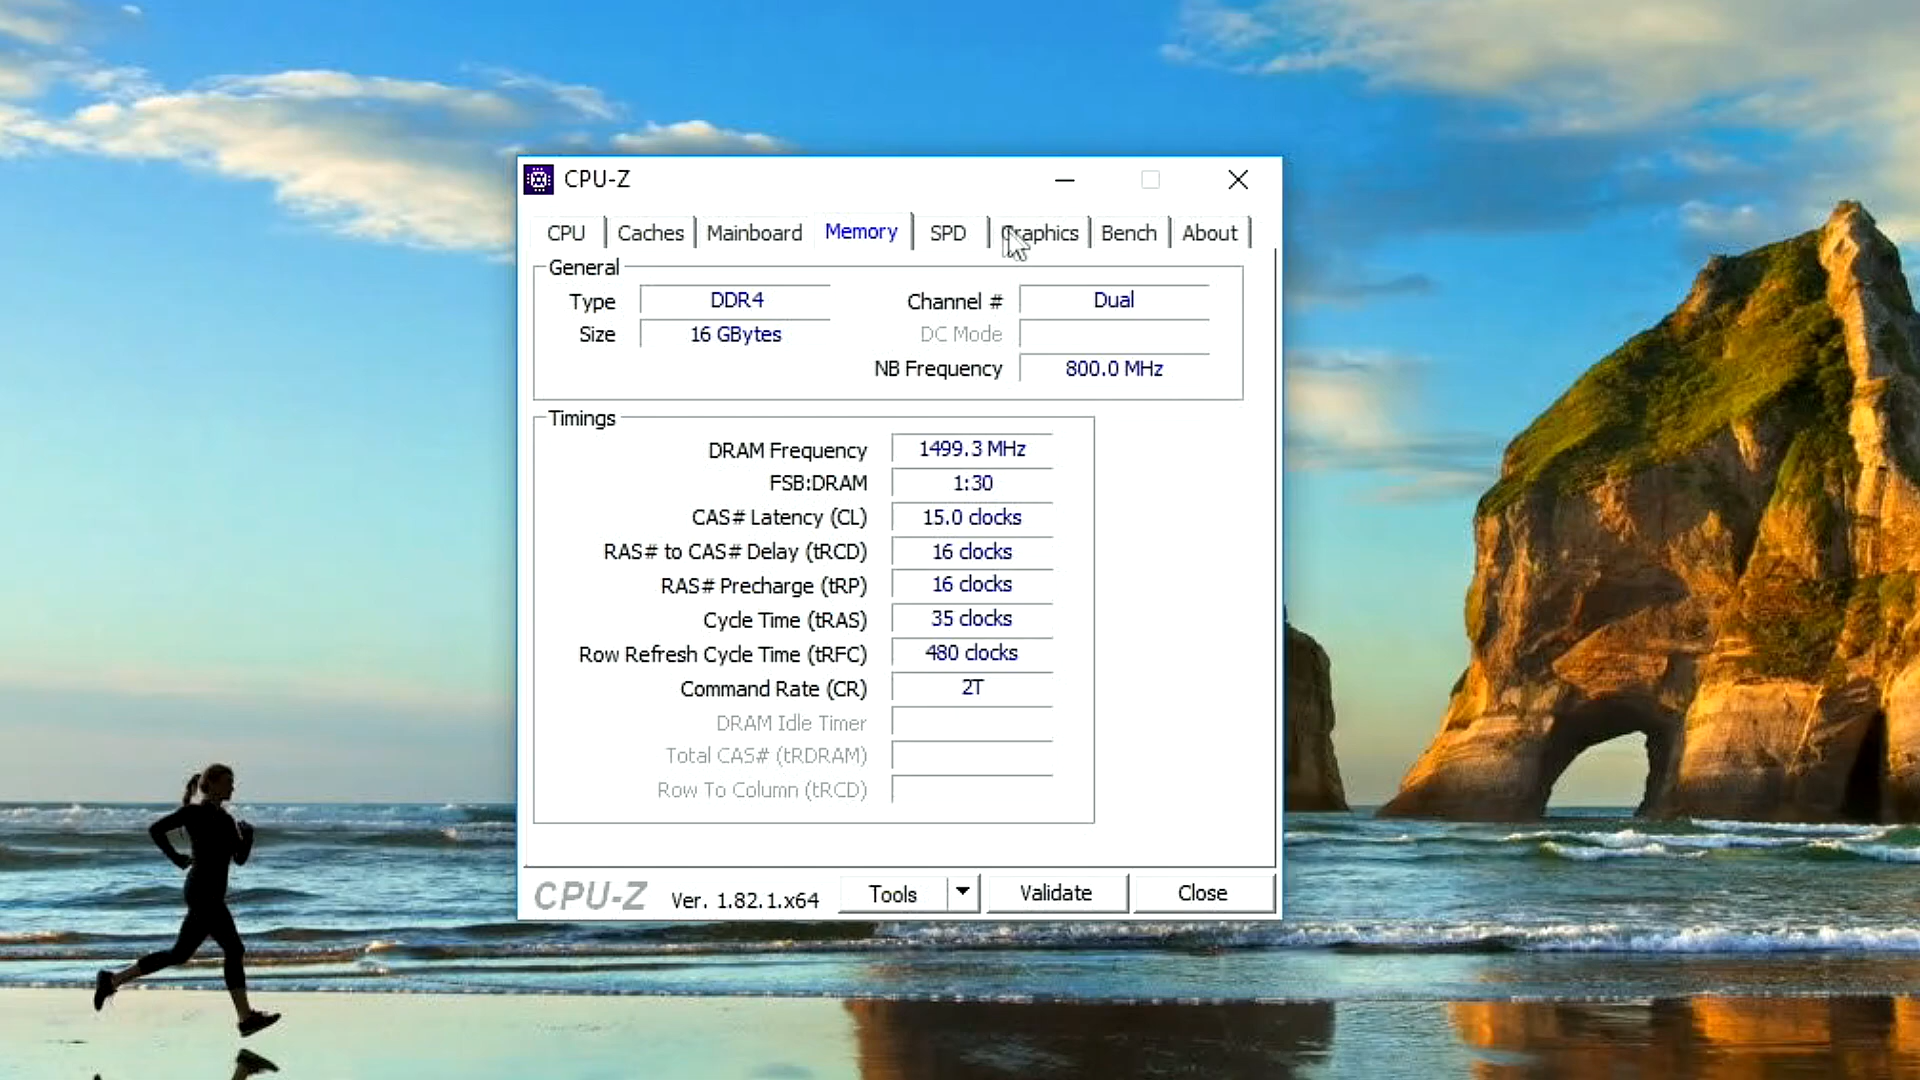 CPU-Z
CPU Caches Mainboard Memory SPD Graphics Bench About
General
Type DDR4 Channel # Dual
Size 16 GBytes DC Mode
NB Frequency 800.0 MHz
Timings
DRAM Frequency 1499.3 MHz
FSB:DRAM 1:30
CAS# Latency (CL) 15.0 clocks
RAS# to CAS# Delay (tRCD) 16 clocks
RAS# Precharge (tRP) 16 clocks
Cycle Time (tRAS) 35 clocks
Row Refresh Cycle Time (tRFC) 480 clocks
Command Rate (CR) 2T
DRAM Idle Timer
Total CAS# (tRDRAM)
Row To Column (tRCD)
CPU-Z Ver. 1.82.1.x64 Tools Validate Close